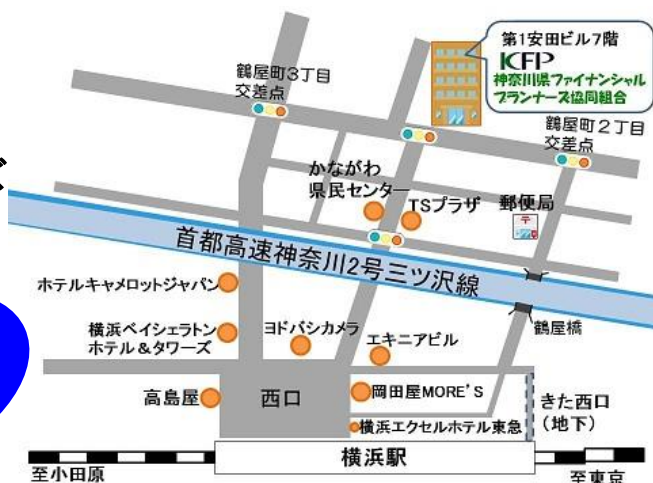 第1安田ビル7階
KFP
神奈川県ファイナンシャル
プランナーズ協同組合
鶴屋町3丁目
交差点
鶴屋町2丁目
交差点
かながわ
県民センター
TSプラザ
郵便局
〒
首都高速神奈川2号三ツ沢線
ホテルキャメロットジャパン
鶴屋橋
横浜ベイシェラトン
ホテル&タワーズ
ヨドバシカメラ
エキニアビル
高島屋
西口
岡田屋MORE'S
きた西口
(地下)
横浜エクセルホテル東急
横浜駅
至小田原
至東京